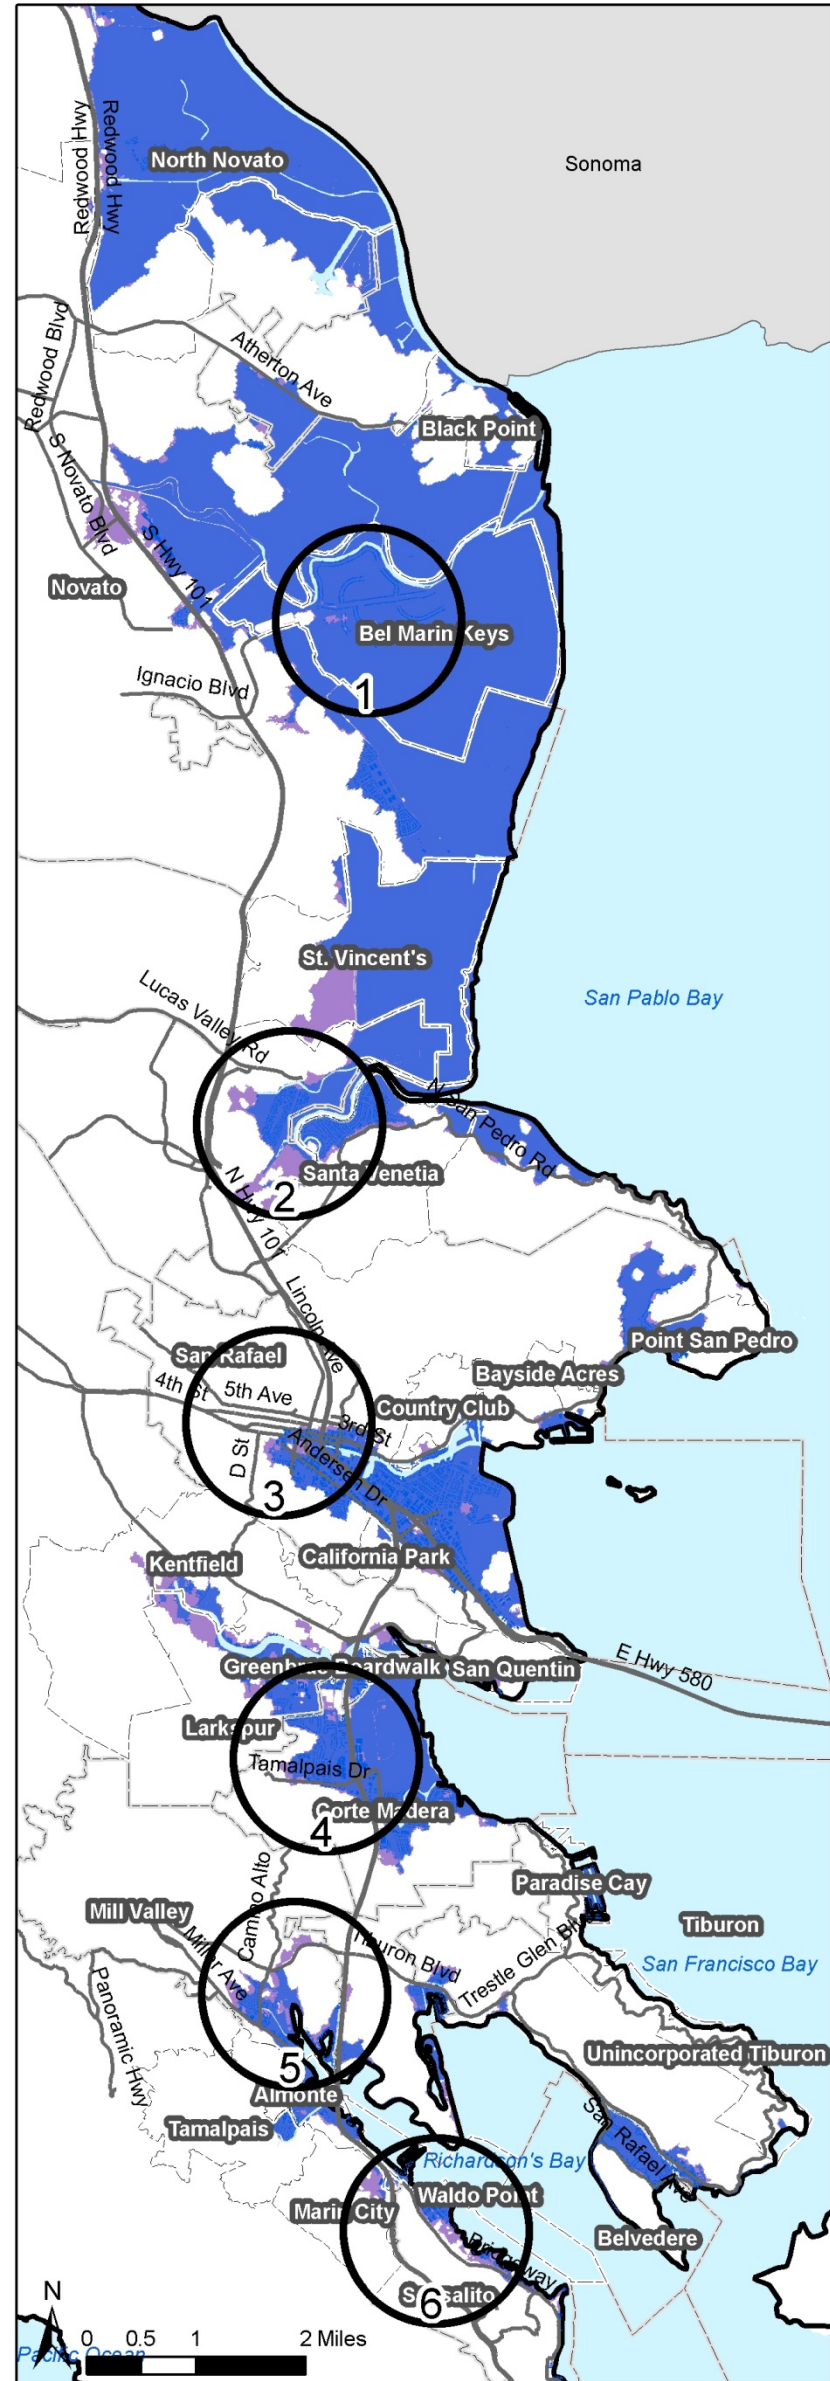 Redwood Hwy
Redwood Hwy
North Novato
Sonoma
Redwood Blvd
Atherton Ave
Black Point
S Novato Blvd
S Hwy 101
Novato
Bel Marin Keys
Ignacio Blvd
1
St. Vincent's
San Pablo Bay
Lucas Valley Rd
N San Pedro Rd
Santa Venetia
2
N Hwy 101
Lincoln Ave
Point San Pedro
San Rafael
Bayside Acres
4th St
5th Ave
Country Club
3rd St
D St
Andersen Dr
3
California Park
Kentfield
E Hwy 580
Greenbrae Boardwalk
San Quentin
Larkspur
Tamalpais Dr
Corte Madera
4
Camino Alto
Paradise Cay
Mill Valley
Tiburon
Miller Ave
Tiburon Blvd
Trestle Glen Blvd
San Francisco Bay
Panoramic Hwy
Unincorporated Tiburon
5
Almonte
Tamalpais
San Rafael Ave
Richardson's Bay
Waldo Point
Marin City
Belvedere
Bridgeway
Sausalito
6
N
0 0.5 1 2 Miles
Pacific Ocean